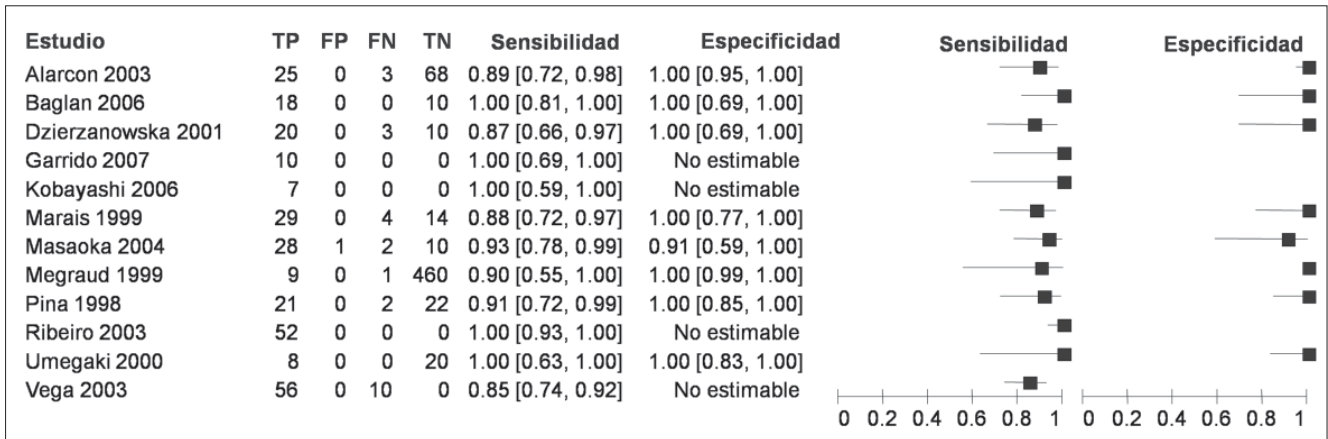 Estudio TP FP FN TN Sensibilidad Especificidad Sensibilidad Especificidad
Alarcon 2003 25 0 3 68 0.89 [0.72, 0.98] 1.00 [0.95, 1.00]
Baglan 2006 18 0 0 10 1.00 [0.81, 1.00] 1.00 [0.69, 1.00]
Dzierzanowska 2001 20 0 3 10 0.87 [0.66, 0.97] 1.00 [0.69, 1.00]
Garrido 2007 10 0 0 0 1.00 [0.69, 1.00] No estimable
Kobayashi 2006 7 0 0 0 1.00 [0.59, 1.00] No estimable
Marais 1999 29 0 4 14 0.88 [0.72, 0.97] 1.00 [0.77, 1.00]
Masaoka 2004 28 1 2 10 0.93 [0.78, 0.99] 0.91 [0.59, 1.00]
Megraud 1999 9 0 1 460 0.90 [0.55, 1.00] 1.00 [0.99, 1.00]
Pina 1998 21 0 2 22 0.91 [0.72, 0.99] 1.00 [0.85, 1.00]
Ribeiro 2003 52 0 0 0 1.00 [0.93, 1.00] No estimable
Umegaki 2000 8 0 0 20 1.00 [0.63, 1.00] 1.00 [0.83, 1.00]
Vega 2003 56 0 10 0 0.85 [0.74, 0.92] No estimable
0 0.2 0.4 0.6 0.8 1 0 0.2 0.4 0.6 0.8 1